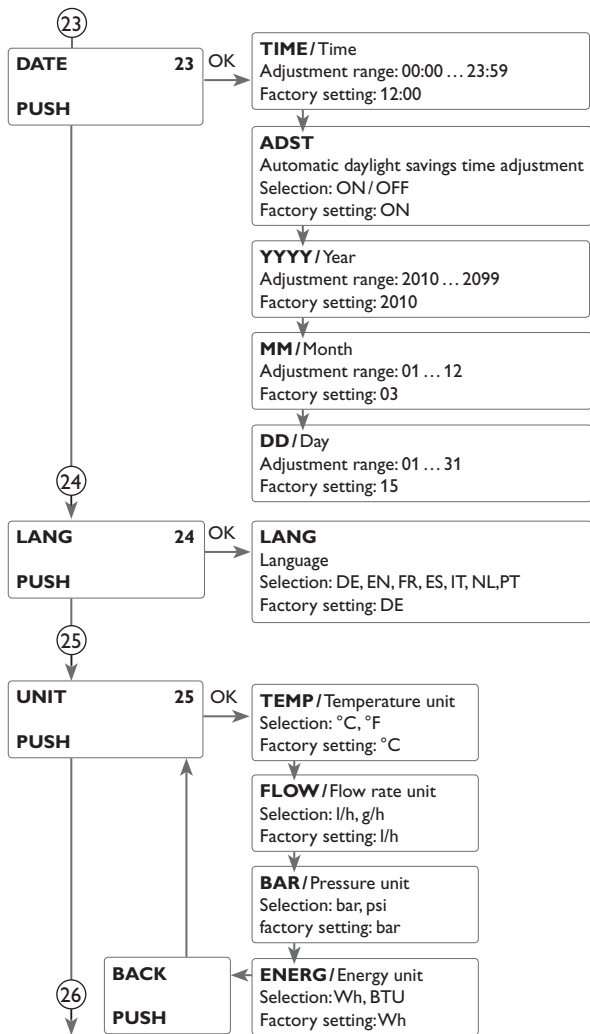 23
DATE 23
PUSH
OK
TIME / Time
Adjustment range: 00:00 ... 23:59
Factory setting: 12:00
ADST
Automatic daylight savings time adjustment
Selection: ON / OFF
Factory setting: ON
YYYY / Year
Adjustment range: 2010 ... 2099
Factory setting: 2010
MM / Month
Adjustment range: 01 ... 12
Factory setting: 03
DD / Day
Adjustment range: 01 ... 31
Factory setting: 15
24
LANG 24
PUSH
OK
LANG
Language
Selection: DE, EN, FR, ES, IT, NL,PT
Factory setting: DE
25
UNIT 25
PUSH
OK
TEMP / Temperature unit
Selection: °C, °F
Factory setting: °C
FLOW / Flow rate unit
Selection: l/h, g/h
Factory setting: l/h
BAR / Pressure unit
Selection: bar, psi
factory setting: bar
ENERG / Energy unit
Selection: Wh, BTU
Factory setting: Wh
BACK
PUSH
26